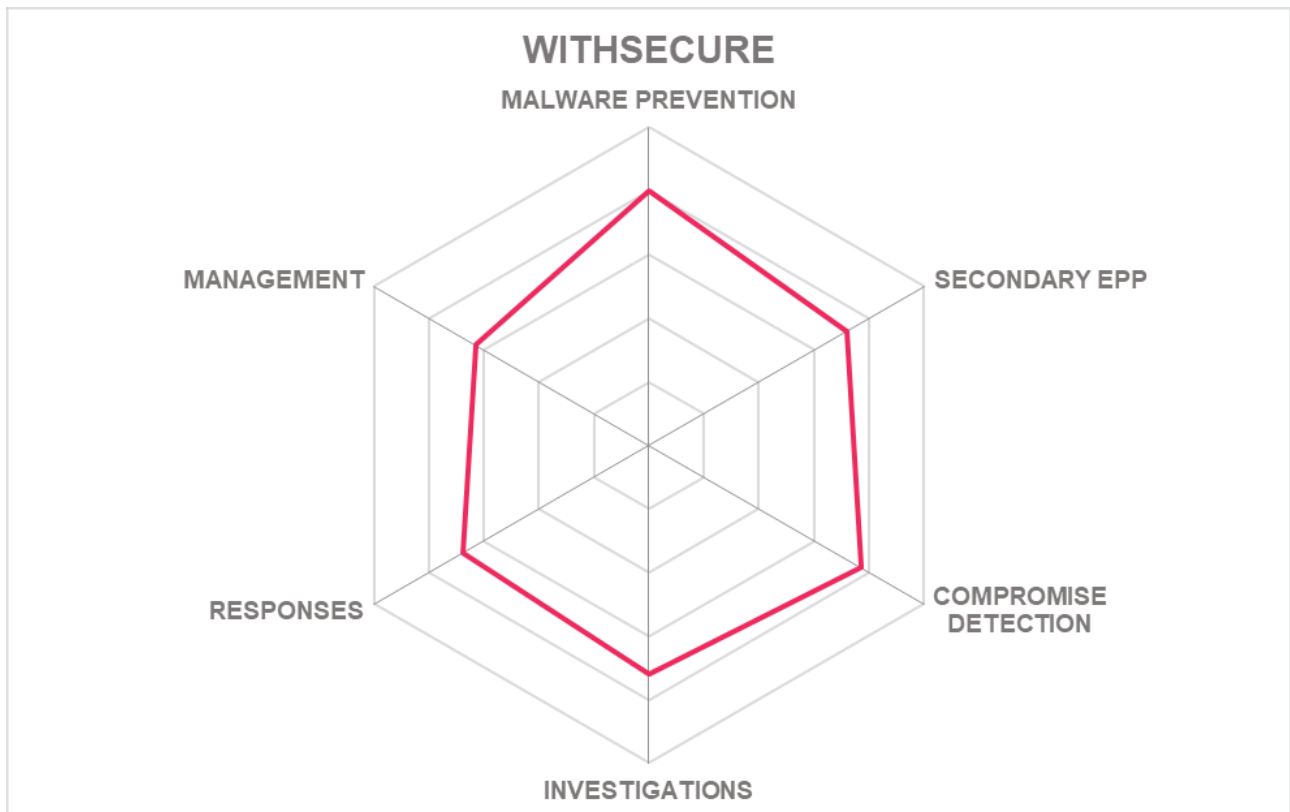 WITHSECURE
MALWARE PREVENTION
MANAGEMENT
SECONDARY EPP
RESPONSES
COMPROMISE
DETECTION
INVESTIGATIONS